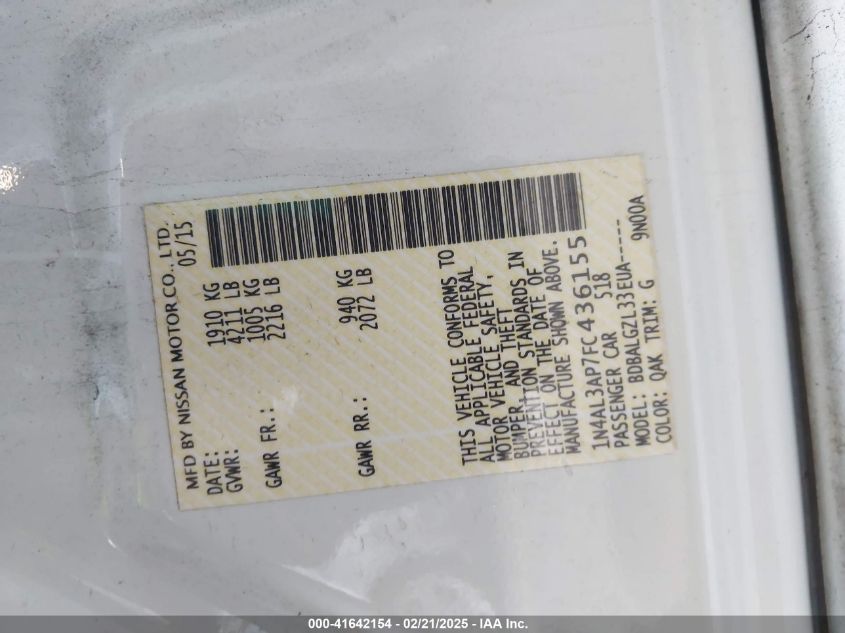 MFD BY NISSAN MOTOR CO., LTD.
DATE: 05/15
GVWR: 1910 KG
4211 LB
GAWR FR.: 1005 KG
2216 LB
GAWR RR.: 940 KG
2072 LB
THIS VEHICLE CONFORMS TO
ALL APPLICABLE FEDERAL
MOTOR VEHICLE SAFETY,
BUMPER, AND THEFT
PREVENTION STANDARDS IN
EFFECT ON THE DATE OF
MANUFACTURE SHOWN ABOVE.
1N4AL3AP7FC436155
PASSENGER CAR 518
MODEL: BDBALGZL33EUA-----
COLOR: QAK TRIM: G 9N00A
000-41642154 - 02/21/2025 - IAA Inc.